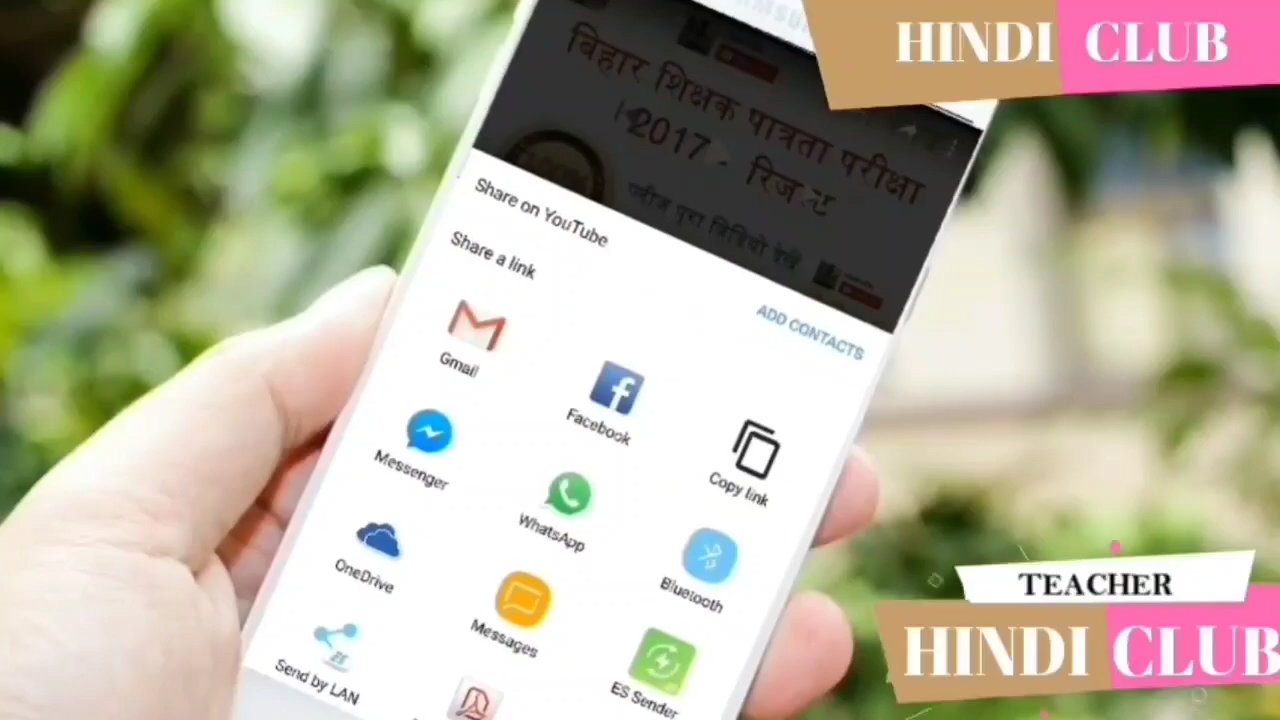 HINDI CLUB
बिहार शिक्षक पात्रता परीक्षा
2017
प्लीज पूरा विडियो देखें
Share on YouTube
Share a link
ADD CONTACTS
Gmail
Facebook
Copy link
Messenger
WhatsApp
Bluetooth
OneDrive
Messages
ES Sender
Send by LAN
TEACHER
HINDI CLUB